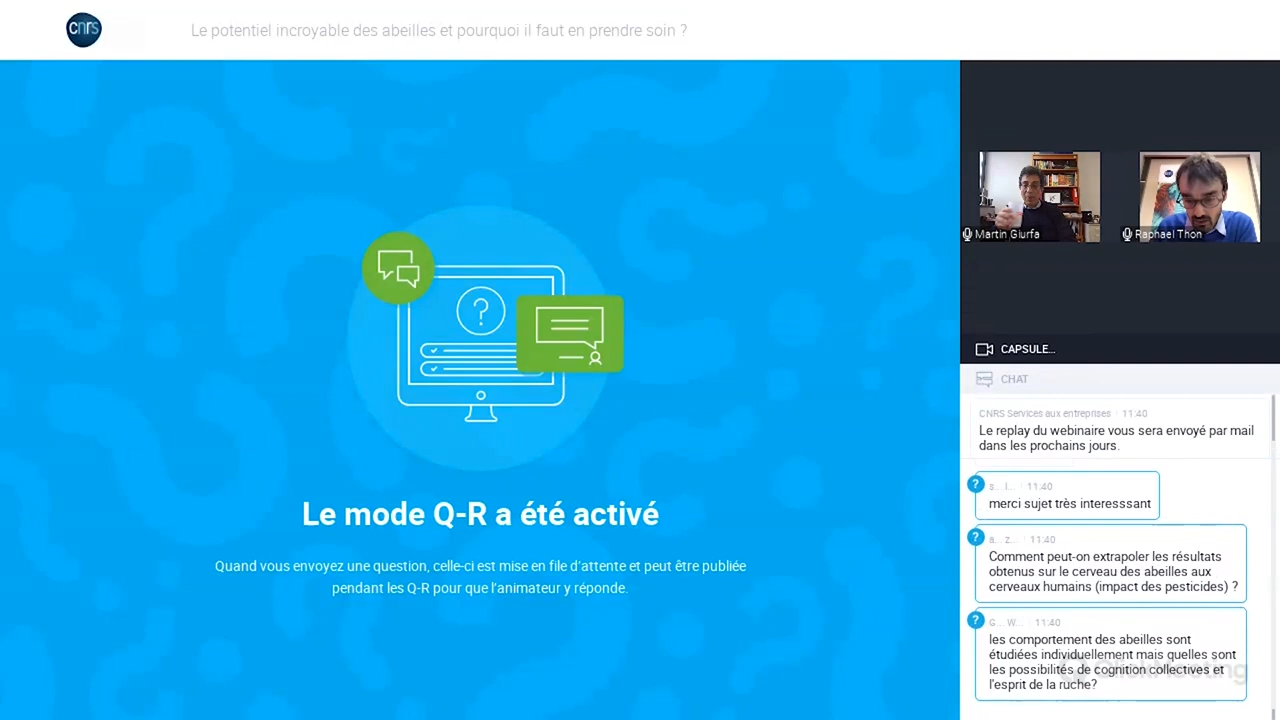 cnrs
Le potentiel incroyable des abeilles et pourquoi il faut en prendre soin ?
Martin Giurfa
Raphael Thon
CAPSULE...
CHAT
CNRS Services aux entreprises 11:40
Le replay du webinaire vous sera envoyé par mail
dans les prochains jours.
s... l... 11:40
merci sujet très interesssant
a... z... 11:40
Comment peut-on extrapoler les résultats
obtenus sur le cerveau des abeilles aux
cerveaux humains (impact des pesticides) ?
G... W... 11:40
les comportement des abeilles sont
étudiées individuellement mais quelles sont
les possibilités de cognition collectives et
l'esprit de la ruche?
ClickMeeting
Le mode Q-R a été activé
Quand vous envoyez une question, celle-ci est mise en file d'attente et peut être publiée
pendant les Q-R pour que l'animateur y réponde.